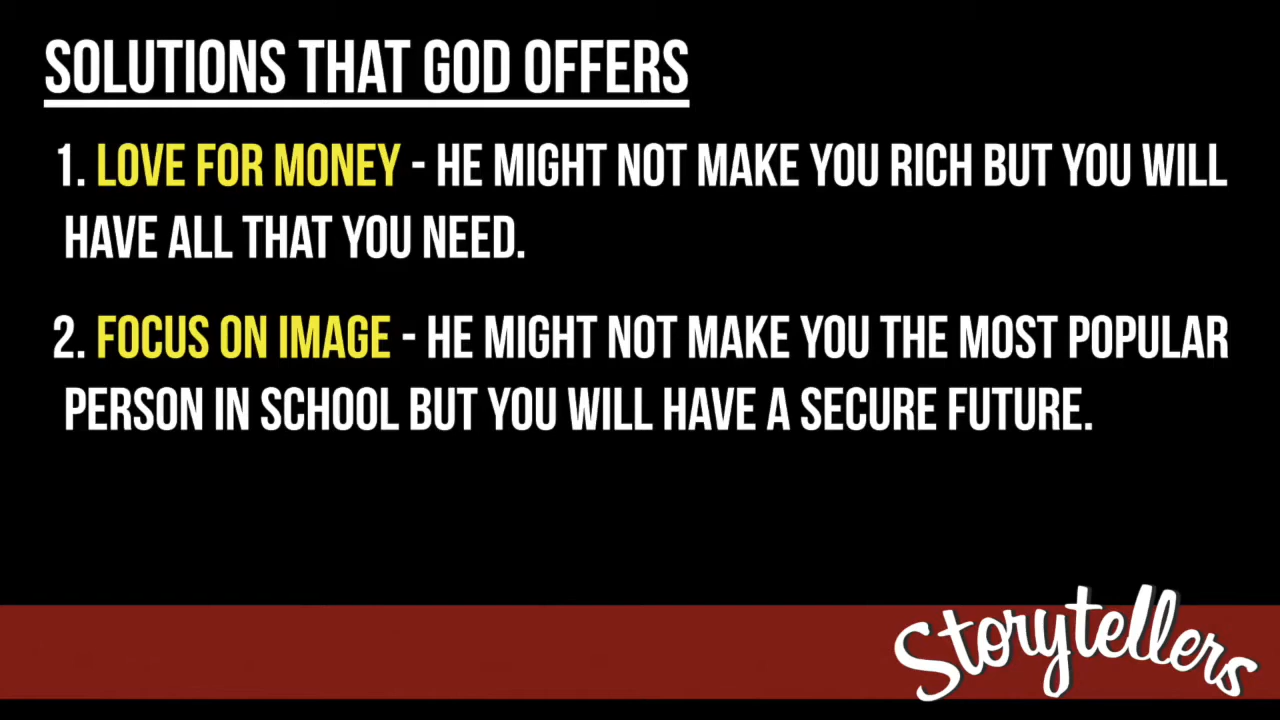 SOLUTIONS THAT GOD OFFERS
1. LOVE FOR MONEY - HE MIGHT NOT MAKE YOU RICH BUT YOU WILL
HAVE ALL THAT YOU NEED.
2. FOCUS ON IMAGE - HE MIGHT NOT MAKE YOU THE MOST POPULAR
PERSON IN SCHOOL BUT YOU WILL HAVE A SECURE FUTURE.
Storytellers